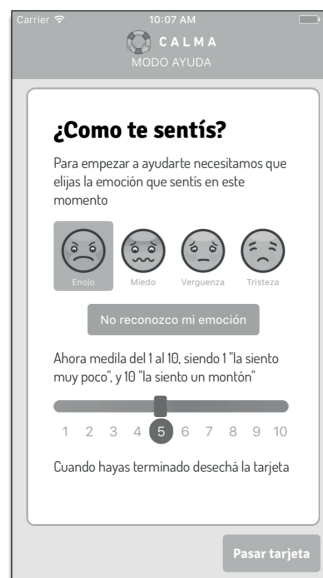 Carrier 10:07 AM
CALMA
MODO AYUDA
¿Como te sentís?
Para empezar a ayudarte necesitamos que
elijas la emoción que sentís en este
momento
Enojo Miedo Verguenza Tristeza
No reconozco mi emoción
Ahora medila del 1 al 10, siendo 1 "la siento
muy poco", y 10 "la siento un montón"
1 2 3 4 5 6 7 8 9 10
Cuando hayas terminado desechá la tarjeta
Pasar tarjeta